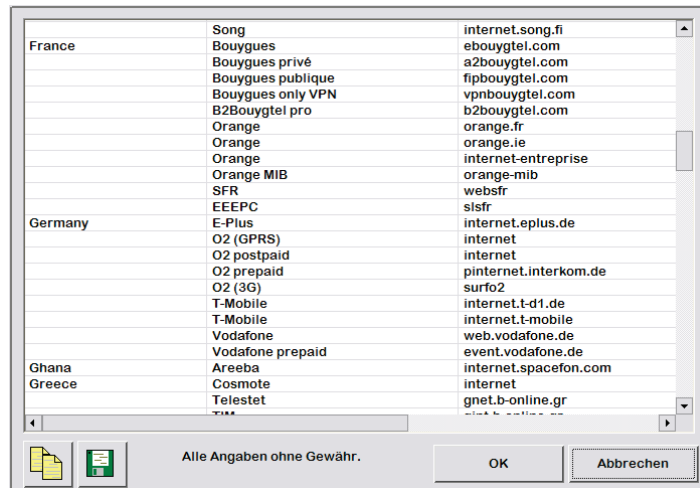 Song internet.song.fi
France Bouygues ebouygtel.com
Bouygues privé a2bouygtel.com
Bouygues publique fipbouygtel.com
Bouygues only VPN vpnbouygtel.com
B2Bouygtel pro b2bouygtel.com
Orange orange.fr
Orange orange.ie
Orange internet-entreprise
Orange MIB orange-mib
SFR websfr
EEEPC slsfr
Germany E-Plus internet.eplus.de
O2 (GPRS) internet
O2 postpaid internet
O2 prepaid pinternet.interkom.de
O2 (3G) surfo2
T-Mobile internet.t-d1.de
T-Mobile internet.t-mobile
Vodafone web.vodafone.de
Vodafone prepaid event.vodafone.de
Ghana Areeba internet.spacefon.com
Greece Cosmote internet
Telestet gnet.b-online.gr
TIM gint.b-online.gr
Alle Angaben ohne Gewähr. OK Abbrechen